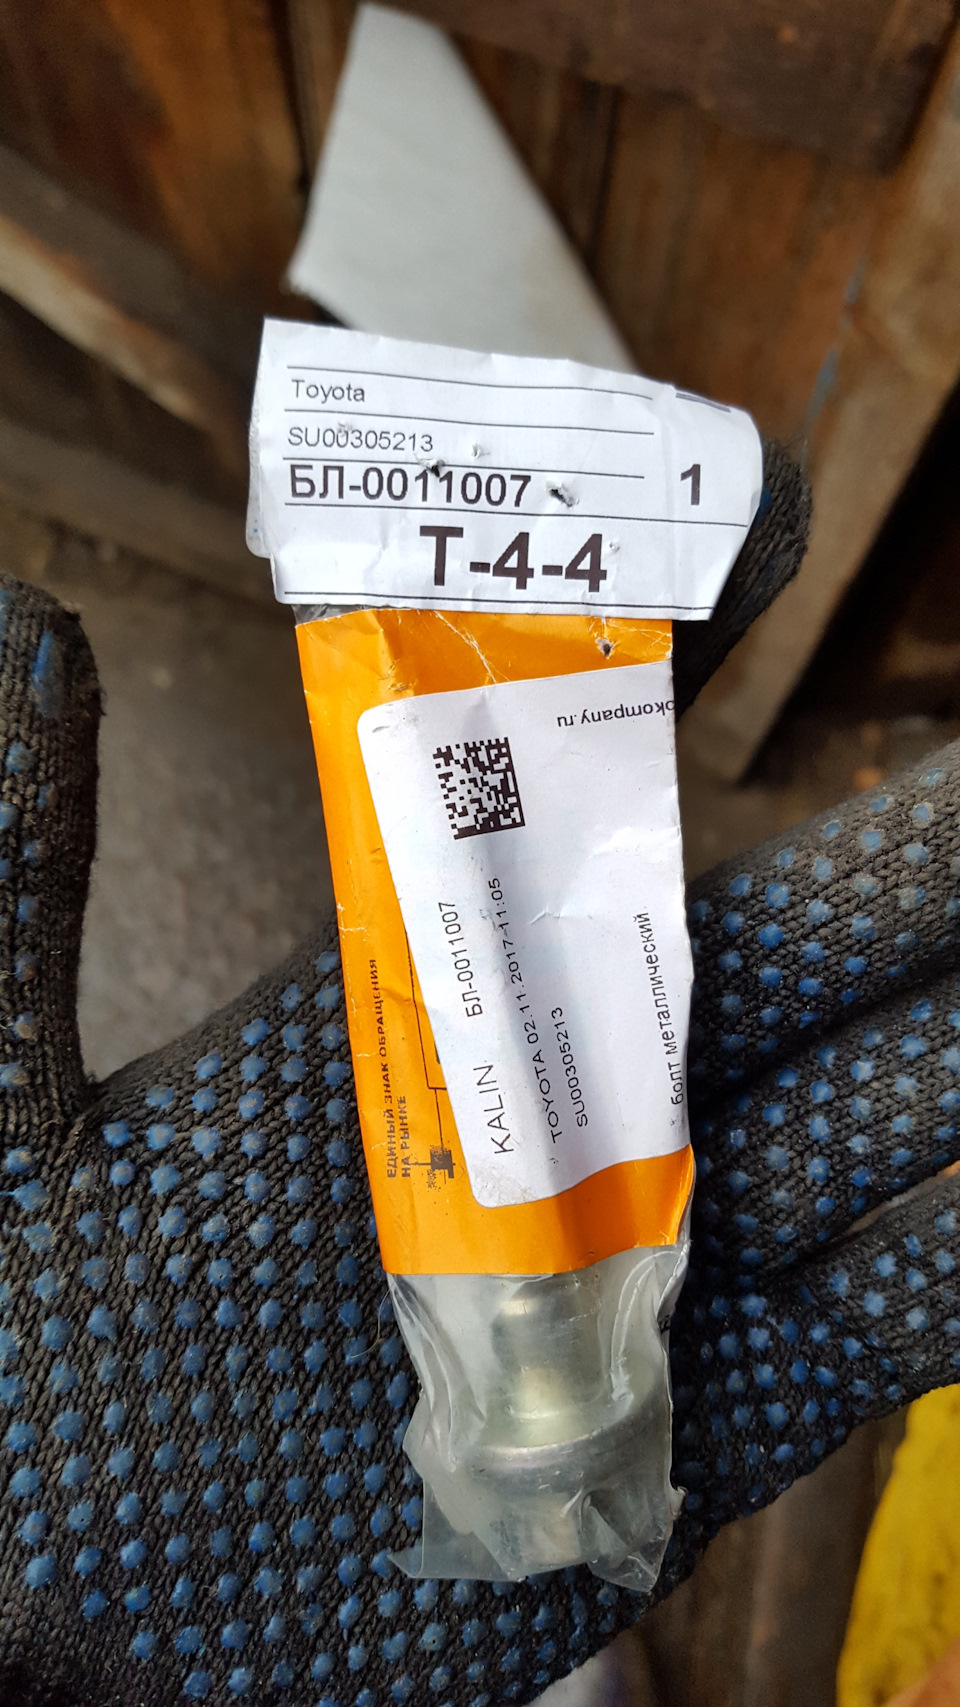 Toyota
SU00305213
БЛ-0011007
1
Т-4-4
okompany.ru
KALIN
БЛ-0011007
TOYOTA 02.11.2017 11:05
SU00305213
болт металлический
ЕДИНЫЙ ЗНАК ОБРАЩЕНИЯ
НА РЫНКЕ